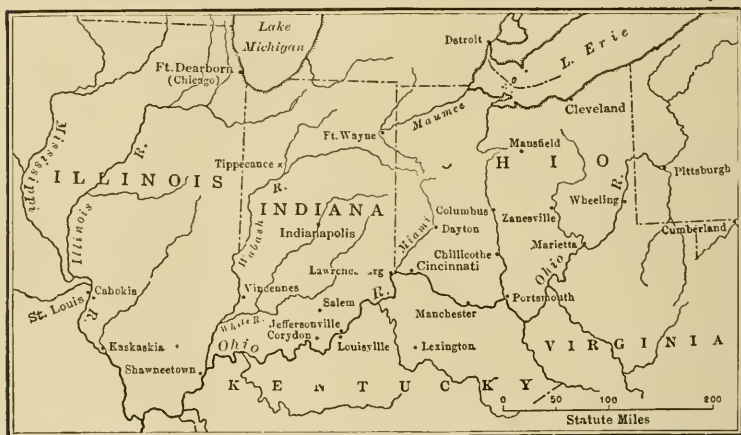 Lake
Michigan
Detroit
L. Erie
Ft. Dearborn
(Chicago)
Cleveland
Maumee
Mississippi
R.
Ft. Wayne
Mansfield
Tippecanoe
HIO
Pittsburgh
ILLINOIS
R.
Wheeling
R.
INDIANA
Columbus
Zanesville
Illinois
Wabash
Indianapolis
Miami
Dayton
Cumberland
Marietta
Chillicothe
Ohio
Cincinnati
St. Louis
Cahokia
R.
Vincennes
R.
Portsmouth
Salem
Manchester
White R.
Jeffersonville
Kaskaskia
Ohio
Corydon
Louisville
Lexington
VIRGINIA
Shawneetown
KENTUCKY
0 50 100 200
Statute Miles